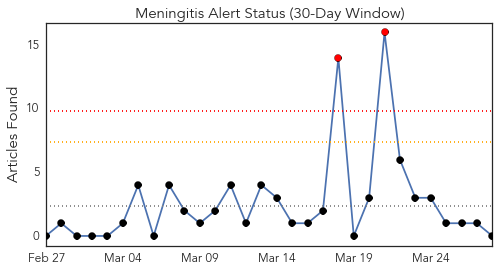 Meningitis Alert Status (30-Day Window)
Articles Found
15
10
5
0
Feb 27 Mar 04 Mar 09 Mar 14 Mar 19 Mar 24